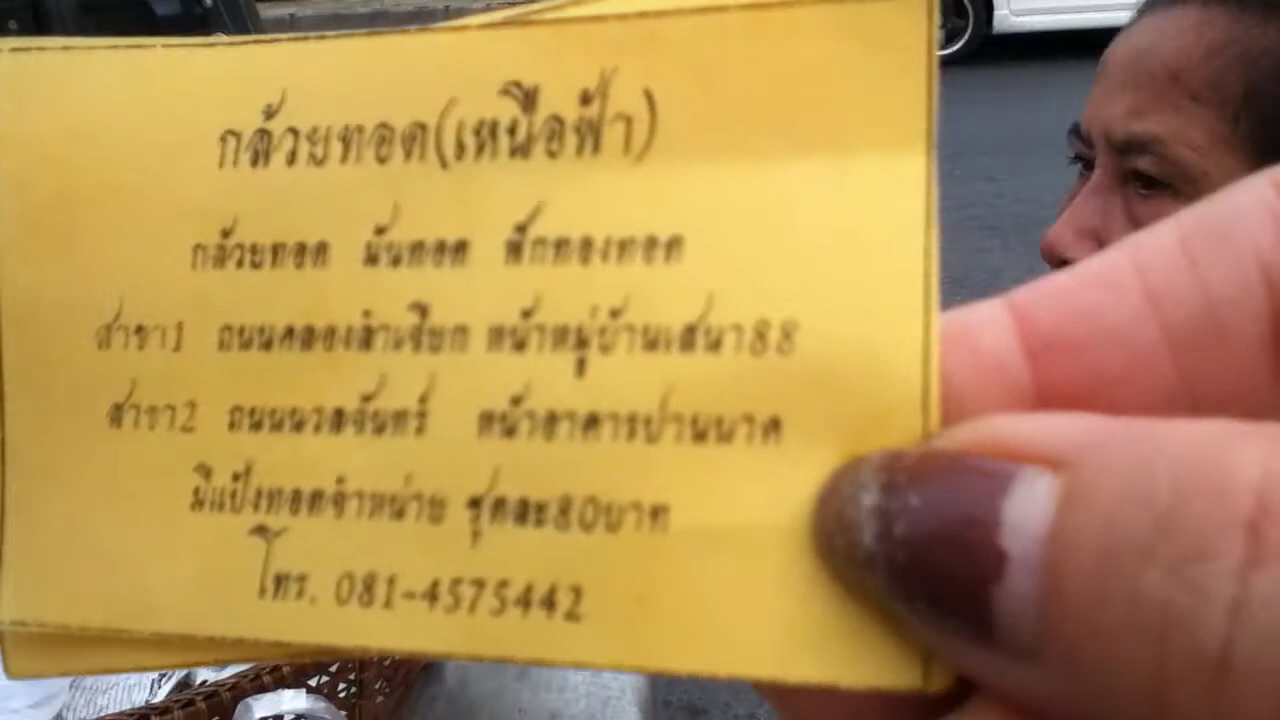 กล้วยทอด(เหนือฟ้า)
กล้วยทอด มันทอด ฟักทองทอด
สาขา1 ถนนคลองลำเจียก หน้าหมู่บ้านเสนา88
สาขา2 ถนนนวลจันทร์ หน้าอาคารปานนาค
มีแป้งทอดจำหน่าย ชุดละ80บาท
โทร. 081-4575442